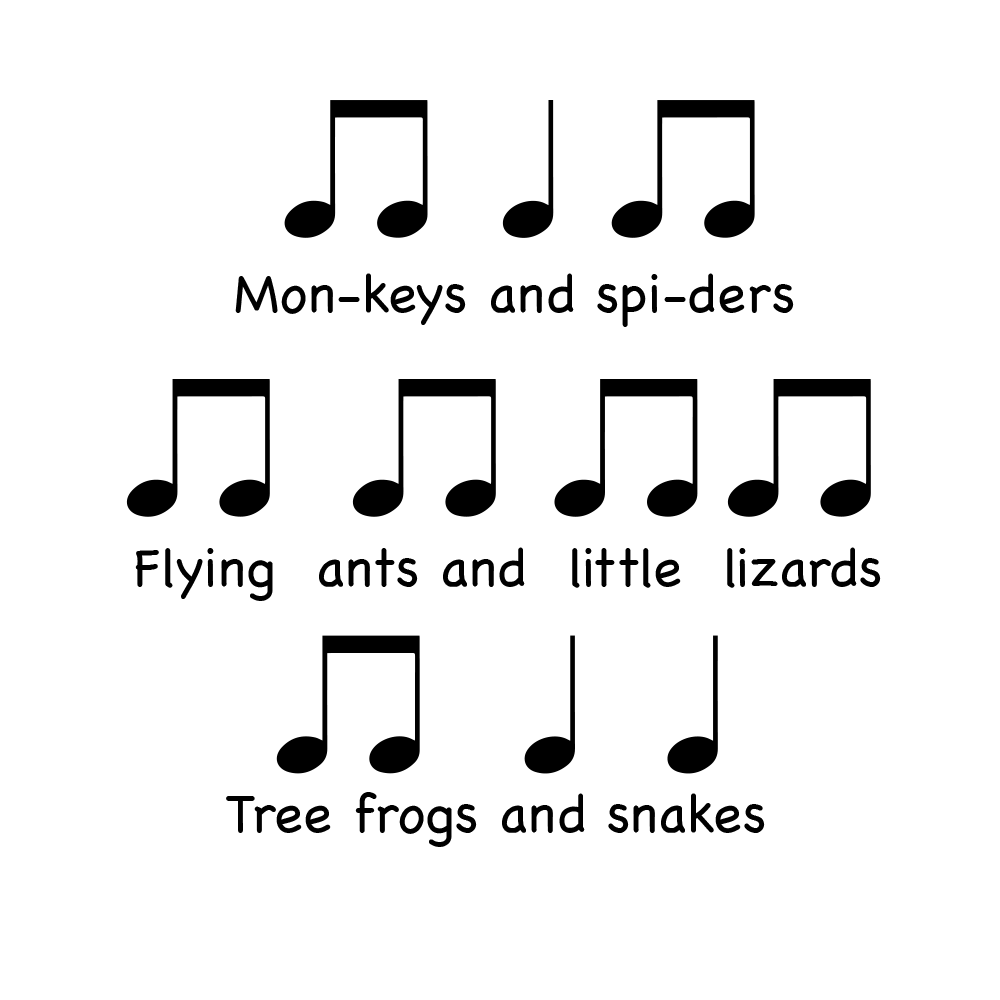 Mon-keys and spi-ders
Flying ants and little lizards
Tree frogs and snakes